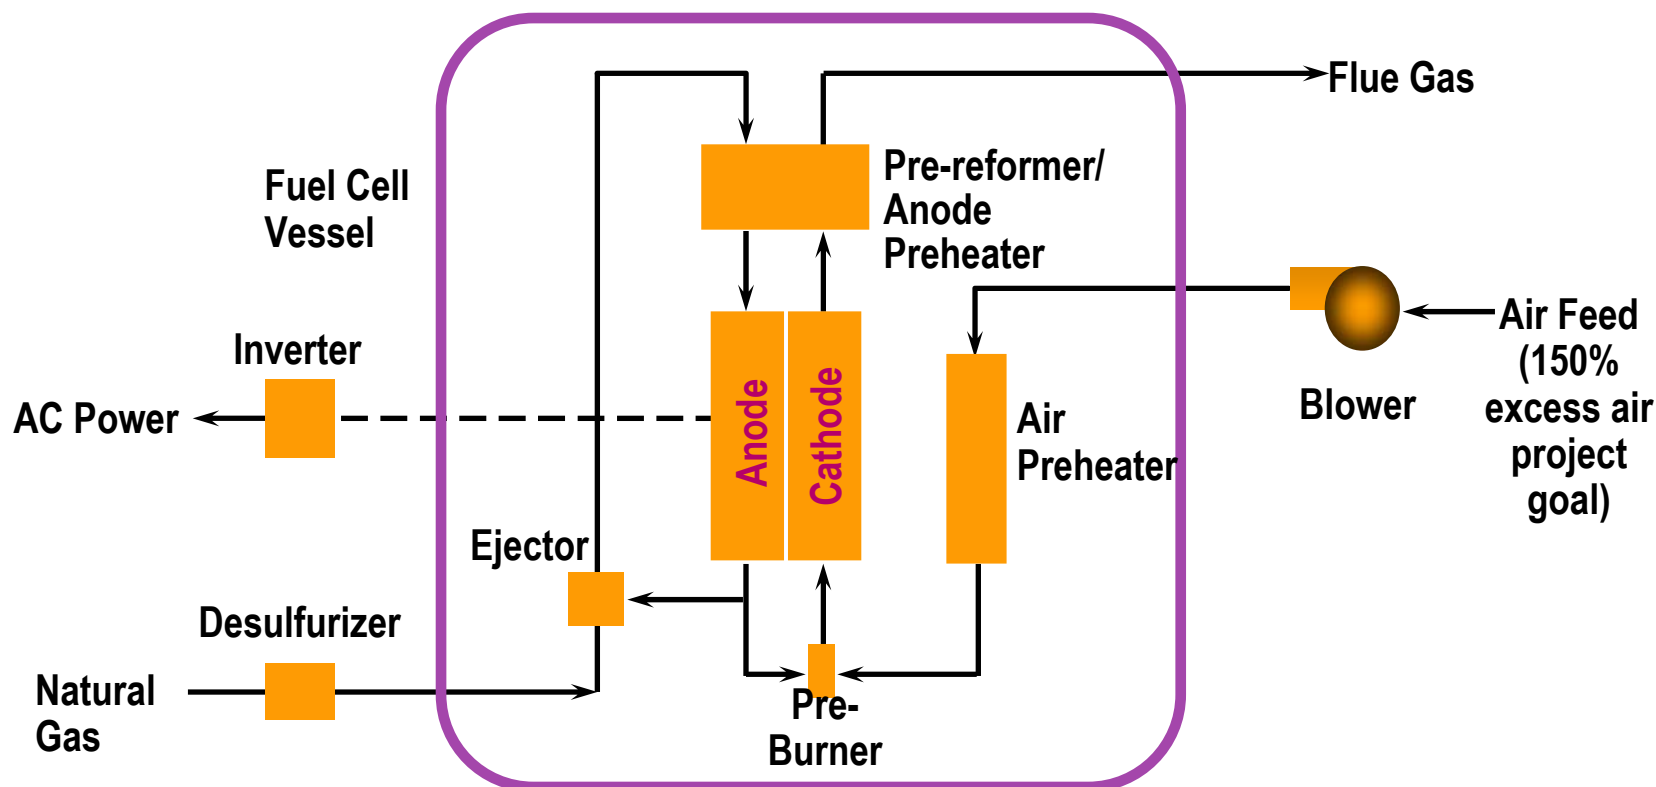 Flue Gas
Pre-reformer/
Anode
Preheater
Fuel Cell
Vessel
Inverter
AC Power
Anode
Cathode
Air
Preheater
Blower
Air Feed
(150%
excess air
project
goal)
Ejector
Desulfurizer
Natural
Gas
Pre-
Burner